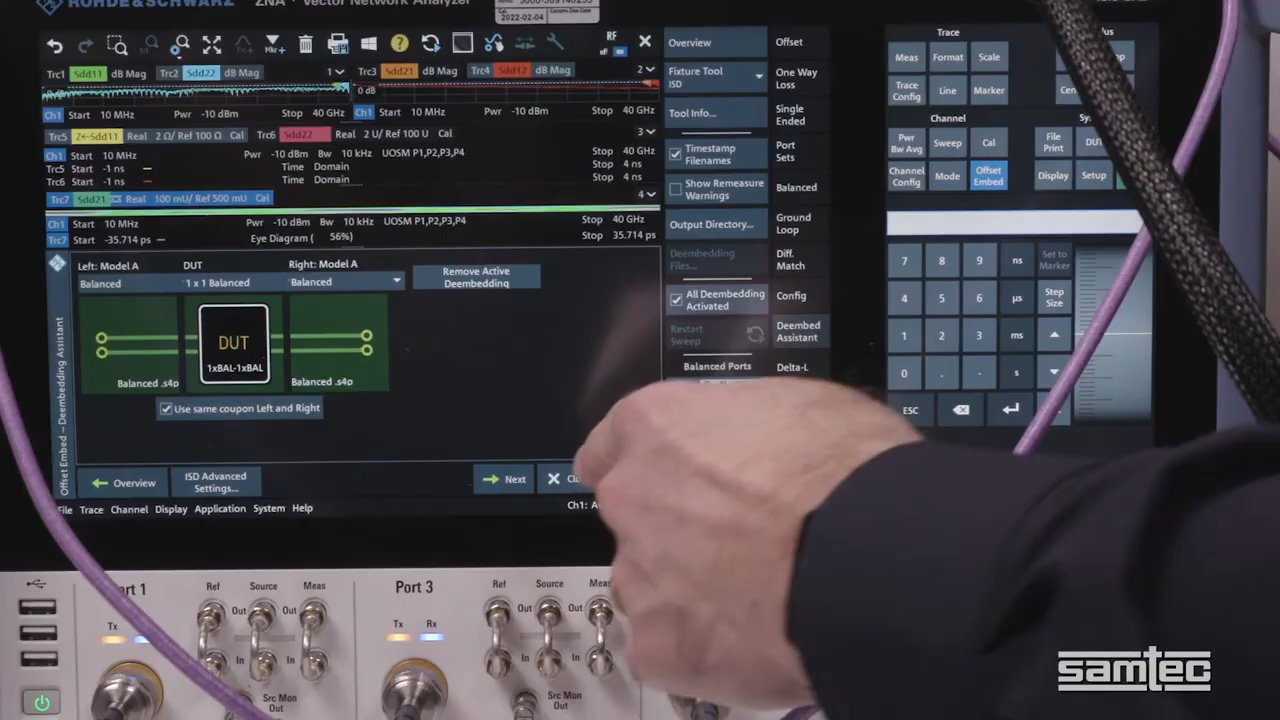 ROHDE & SCHWARZ
ZNA • Vector Network Analyzer
2022-02-04
Mkr+
RF
off
Trc1 Sdd11 dB Mag Trc2 Sdd22 dB Mag 1
Trc3 Sdd21 dB Mag Trc4 Sdd12 dB Mag 2
0 dB
Ch1 Start 10 MHz Pwr -10 dBm Stop 40 GHz
Ch1 Start 10 MHz Pwr -10 dBm Stop 40 GHz
Trc5 Z<-Sdd11 Real 2 Ω/ Ref 100 Ω Cal Trc6 Sdd22 Real 2 U/ Ref 100 U Cal 3
Ch1 Start 10 MHz Pwr -10 dBm Bw 10 kHz UOSM P1,P2,P3,P4 Stop 40 GHz
Trc5 Start -1 ns Time Domain Stop 4 ns
Trc6 Start -1 ns Time Domain Stop 4 ns
Trc7 Sdd21 Real 100 mU/ Ref 500 mU Cal 4
Ch1 Start 10 MHz Pwr -10 dBm Bw 10 kHz UOSM P1,P2,P3,P4 Stop 40 GHz
Trc7 Start -35.714 ps Eye Diagram ( 56%) Stop 35.714 ps
Offset Embed – Deembedding Assistant
Left: Model A DUT Right: Model A
Balanced 1 x 1 Balanced Balanced
Remove Active
Deembedding
DUT
1xBAL-1xBAL
Balanced .s4p
Balanced .s4p
Use same coupon Left and Right
Overview
ISD Advanced
Settings...
Next
File Trace Channel Display Application System Help
Ch1:
Overview
Fixture Tool
ISD
Tool Info...
Timestamp
Filenames
Show Remeasure
Warnings
Output Directory...
Deembedding
Files...
All Deembedding
Activated
Restart
Sweep
Balanced Ports
Offset
One Way
Loss
Single
Ended
Port
Sets
Balanced
Ground
Loop
Diff.
Match
Config
Deembed
Assistant
Delta-L
Trace
Meas Format Scale
Trace
Config
Line Marker
Channel
Pwr
Bw Avg
Sweep Cal
Channel
Config
Mode
Offset
Embed
File
Print
Display Setup
7 8 9 ns
Set to
Marker
4 5 6 µs
Step
Size
1 2 3 ms
0 . - s
ESC
Port 1
Ref Source Meas
Tx
Out Out
In In
Src Mon
Out
Port 3
Ref Source Meas
Tx Rx
Out Out
In In
Src Mon
Out
samtec